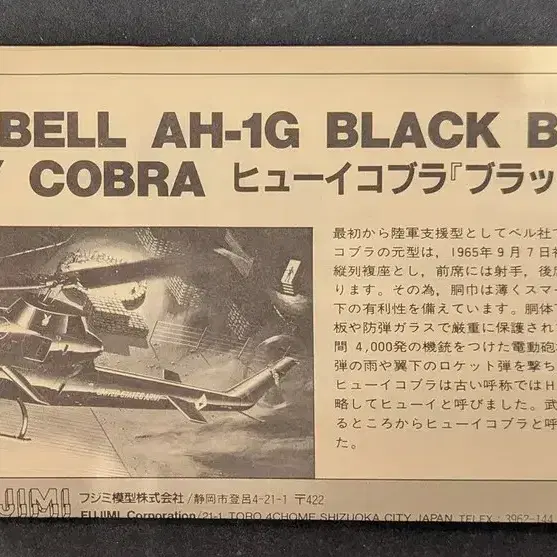 BELL AH-1G BLACK B
Y COBRA ヒューイコブラ『ブラッ
最初から陸軍支援型としてベル社
コブラの元型は, 1965年9月7日初
縦列複座とし, 前席には射手, 後
ります。その為, 胴巾は薄くスマー
下の有利性を備えています。胴体
板や防弾ガラスで厳重に保護され
間 4,000発の機銃をつけた電動砲
弾の雨や翼下のロケット弾を撃ち
ヒューイコブラは古い呼称ではH
略してヒューイと呼びました。武
るところからヒューイコブラと呼
た。
UNITED STATES ARMY
JIMI フジミ模型株式会社/静岡市登呂4-21-1 〒422
FUJIMI Corporation/21-1 TORO 4CHOME SHIZUOKA CITY, JAPAN TELEX : 3962-144